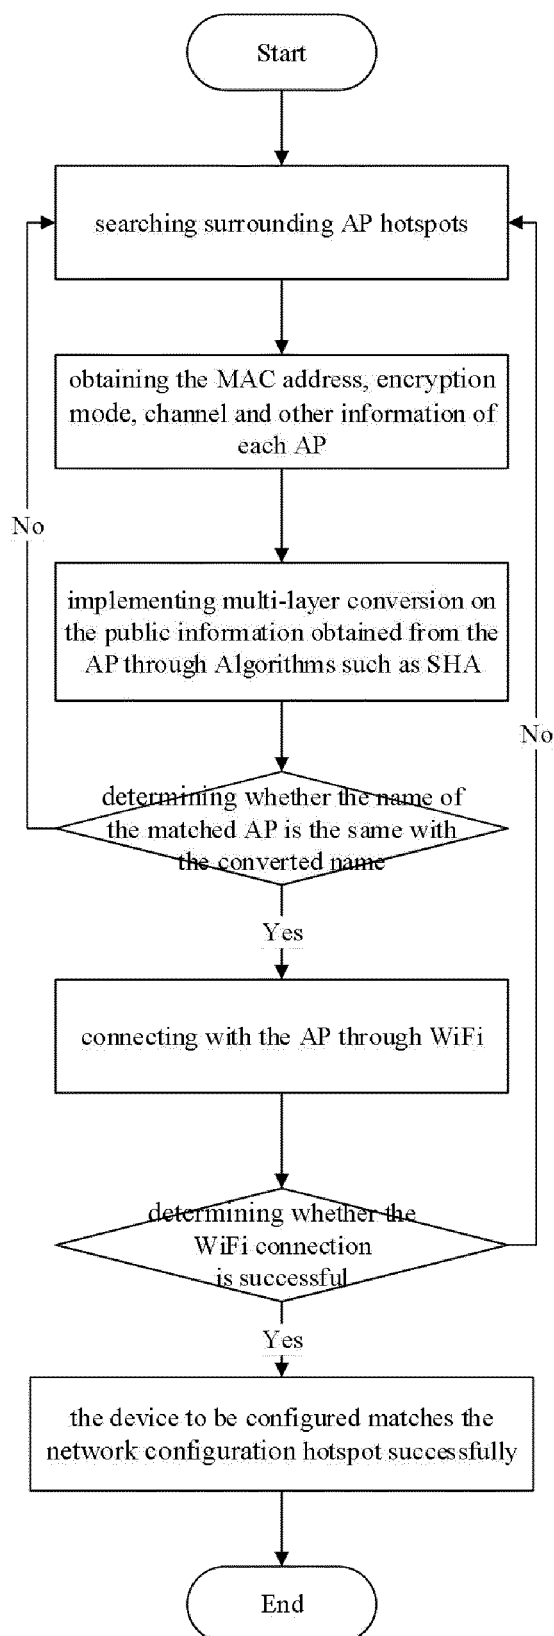 Start
searching surrounding AP hotspots
obtaining the MAC address, encryption
mode, channel and other information of
each AP
No
implementing multi-layer conversion on
the public information obtained from the
AP through Algorithms such as SHA
No
determining whether the name of
the matched AP is the same with
the converted name
Yes
connecting with the AP through WiFi
determining whether the
WiFi connection
is successful
Yes
the device to be configured matches the
network configuration hotspot successfully
End